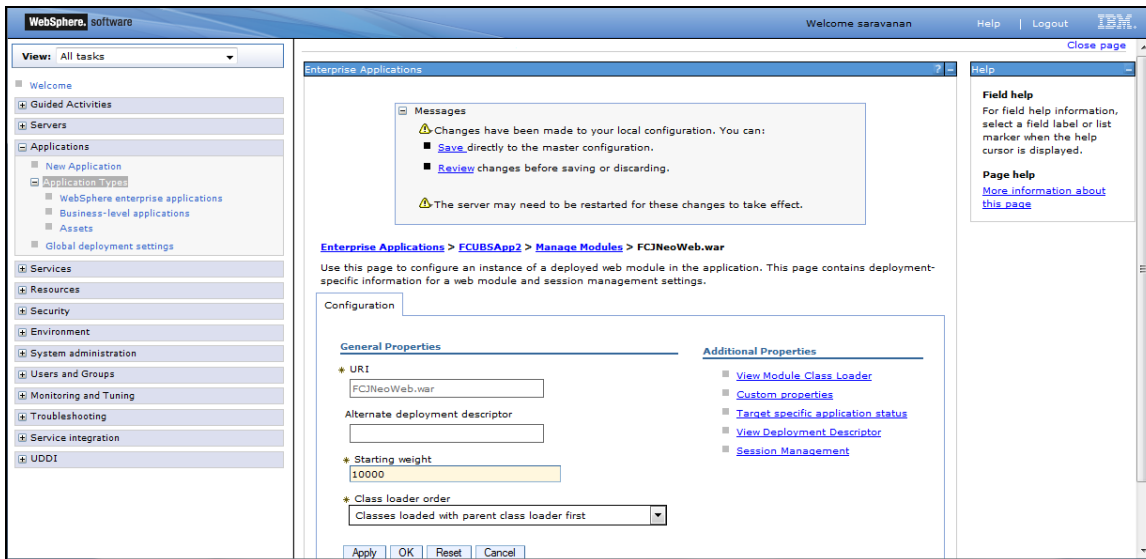 WebSphere. software
Welcome saravanan
Help | Logout
IBM.
View: All tasks
Welcome
Guided Activities
Servers
Applications
New Application
Application Types
WebSphere enterprise applications
Business-level applications
Assets
Global deployment settings
Services
Resources
Security
Environment
System administration
Users and Groups
Monitoring and Tuning
Troubleshooting
Service integration
UDDI
Close page
Enterprise Applications
?
Messages
Changes have been made to your local configuration. You can:
Save directly to the master configuration.
Review changes before saving or discarding.
The server may need to be restarted for these changes to take effect.
Enterprise Applications > FCUBSApp2 > Manage Modules > FCJNeoWeb.war
Use this page to configure an instance of a deployed web module in the application. This page contains deployment-
specific information for a web module and session management settings.
Configuration
General Properties
* URI
FCJNeoWeb.war
Alternate deployment descriptor
* Starting weight
10000
* Class loader order
Classes loaded with parent class loader first
Apply OK Reset Cancel
Additional Properties
View Module Class Loader
Custom properties
Target specific application status
View Deployment Descriptor
Session Management
Help
Field help
For field help information,
select a field label or list
marker when the help
cursor is displayed.
Page help
More information about
this page